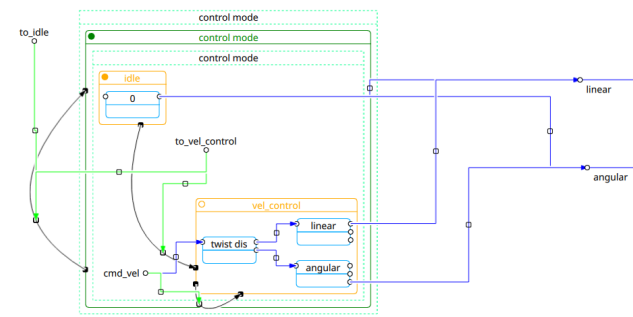 control mode
to_idle
control mode
control mode
idle
linear
0
to_vel_control
angular
vel_control
linear
twist dis
angular
cmd_vel